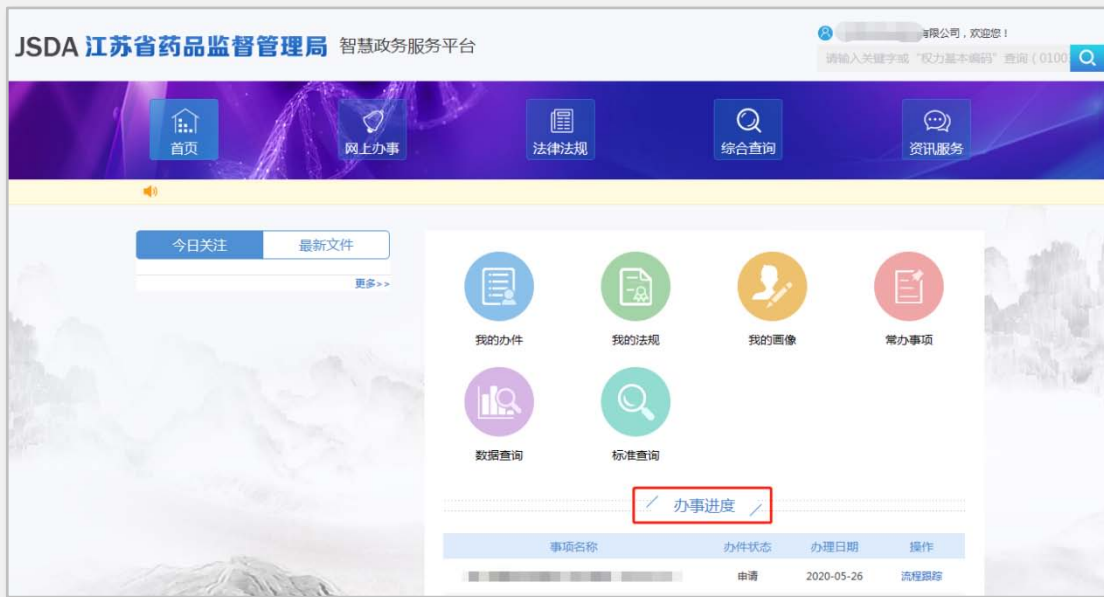 JSDA 江苏省药品监督管理局 智慧政务服务平台
有限公司，欢迎您！
请输入关键字或“权力基本编码”查询（0100
首页 网上办事 法律法规 综合查询 资讯服务
今日关注 最新文件
更多>>
我的办件 我的法规 我的画像 常办事项
数据查询 标准查询
办事进度
事项名称 办件状态 办理日期 操作
申请 2020-05-26 流程跟踪